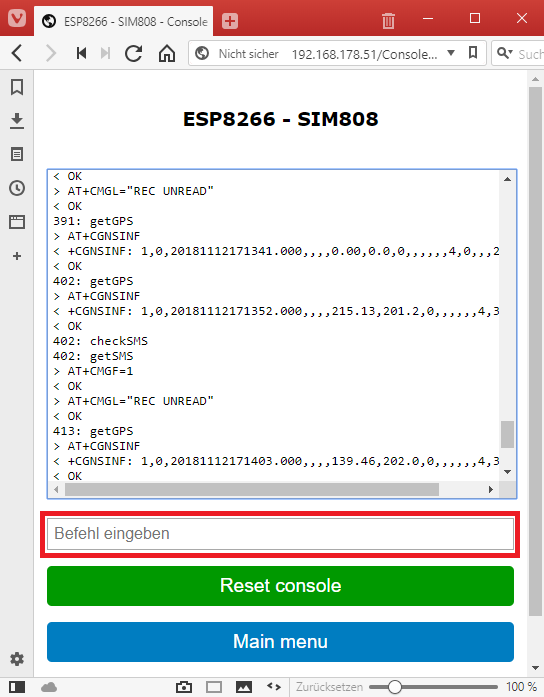 ESP8266 - SIM808 - Console
Nicht sicher 192.168.178.51/Console... Such
ESP8266 - SIM808
< OK
> AT+CMGL="REC UNREAD"
< OK
391: getGPS
> AT+CGNSINF
< +CGNSINF: 1,0,20181112171341.000,,,,0.00,0.0,0,,,,,,4,0,,,2
< OK
402: getGPS
> AT+CGNSINF
< +CGNSINF: 1,0,20181112171352.000,,,,215.13,201.2,0,,,,,,4,3
< OK
402: checkSMS
402: getSMS
> AT+CMGF=1
< OK
> AT+CMGL="REC UNREAD"
< OK
413: getGPS
> AT+CGNSINF
< +CGNSINF: 1,0,20181112171403.000,,,,139.46,202.0,0,,,,,,4,3
< OK
Befehl eingeben
Reset console
Main menu
Zurücksetzen 100 %